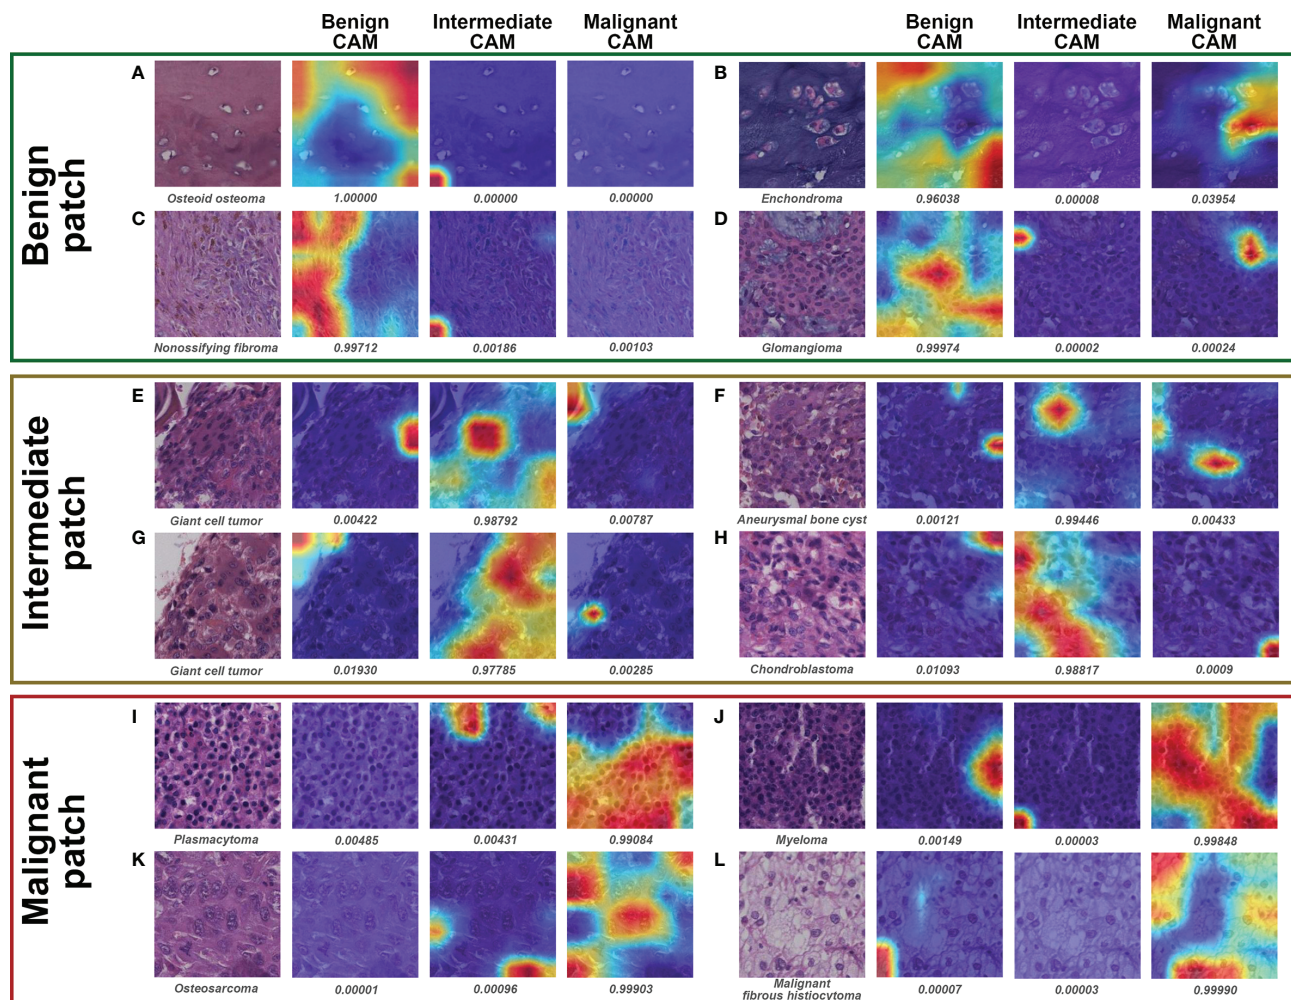 Benign CAM
Intermediate CAM
Malignant CAM
Benign CAM
Intermediate CAM
Malignant CAM
Benign patch
A
Osteoid osteoma 1.00000 0.00000 0.00000
B
Enchondroma 0.96038 0.00008 0.03954
C
Nonossifying fibroma 0.99712 0.00186 0.00103
D
Glomangioma 0.99974 0.00002 0.00024
Intermediate patch
E
Giant cell tumor 0.00422 0.98792 0.00787
F
Aneurysmal bone cyst 0.00121 0.99446 0.00433
G
Giant cell tumor 0.01930 0.97785 0.00285
H
Chondroblastoma 0.01093 0.98817 0.0009
Malignant patch
I
Plasmacytoma 0.00485 0.00431 0.99084
J
Myeloma 0.00149 0.00003 0.99848
K
Osteosarcoma 0.00001 0.00096 0.99903
L
Malignant
fibrous histiocytoma 0.00007 0.00003 0.99990